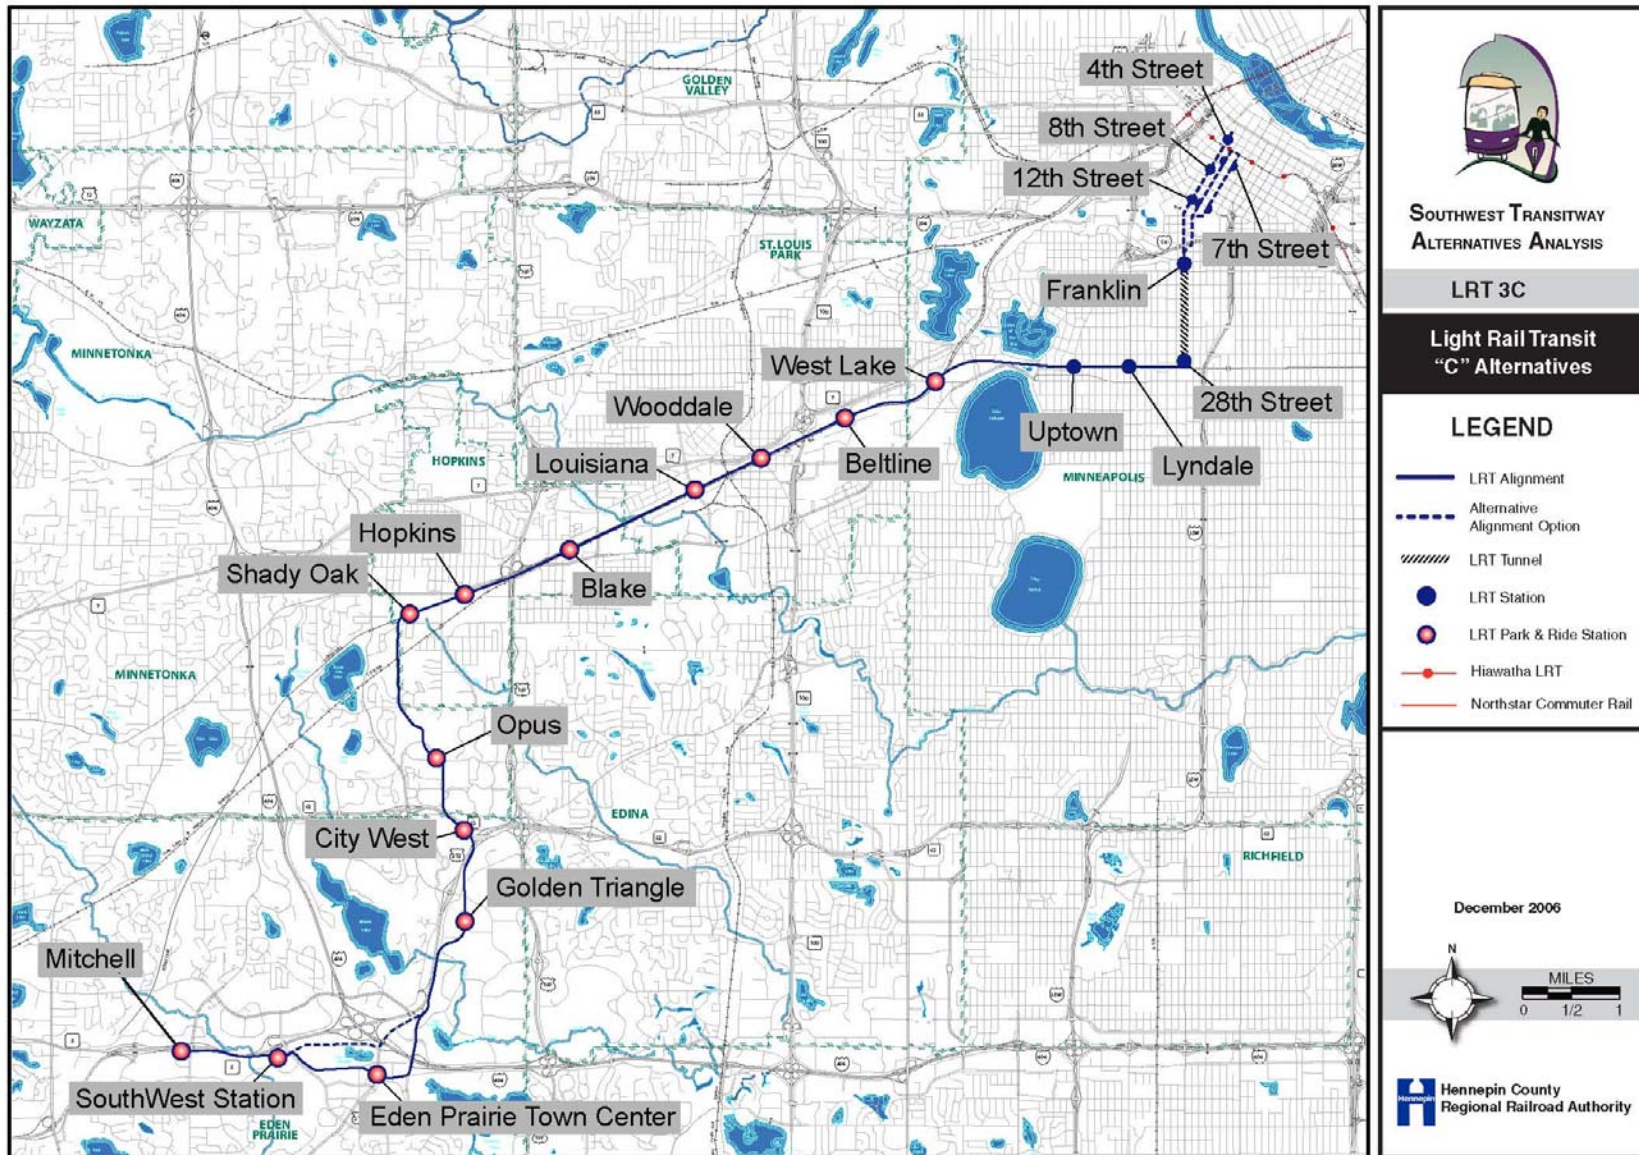 GOLDEN
VALLEY
4th Street
8th Street
12th Street
WAYZATA
ST. LOUIS
PARK
7th Street
Franklin
MINNETONKA
West Lake
Wooddale
28th Street
Uptown
HOPKINS
Louisiana
Beltline
Lyndale
MINNEAPOLIS
Hopkins
Shady Oak
Blake
MINNETONKA
Opus
EDINA
City West
RICHFIELD
Golden Triangle
Mitchell
SouthWest Station
Eden Prairie Town Center
EDEN
PRAIRIE
SOUTHWEST TRANSITWAY
ALTERNATIVES ANALYSIS
LRT 3C
Light Rail Transit
“C” Alternatives
LEGEND
LRT Alignment
Alternative
Alignment Option
LRT Tunnel
LRT Station
LRT Park & Ride Station
Hiawatha LRT
Northstar Commuter Rail
December 2006
N
MILES
0 1/2 1
Hennepin
Hennepin County
Regional Railroad Authority